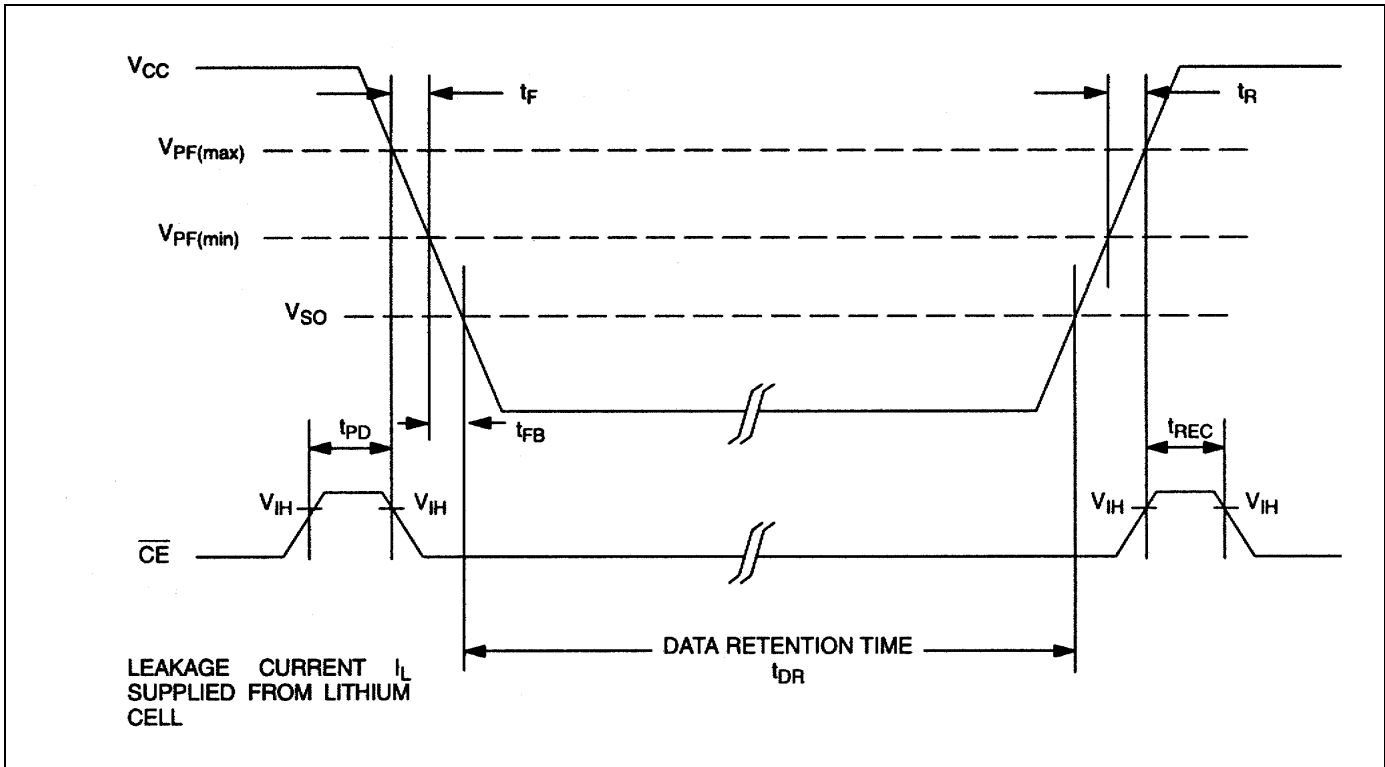 VCC
tF
tR
VPF(max)
VPF(min)
VSO
tPD
tFB
tREC
VIH
VIH
VIH
VIH
CE
DATA RETENTION TIME
tDR
LEAKAGE CURRENT IL
SUPPLIED FROM LITHIUM
CELL